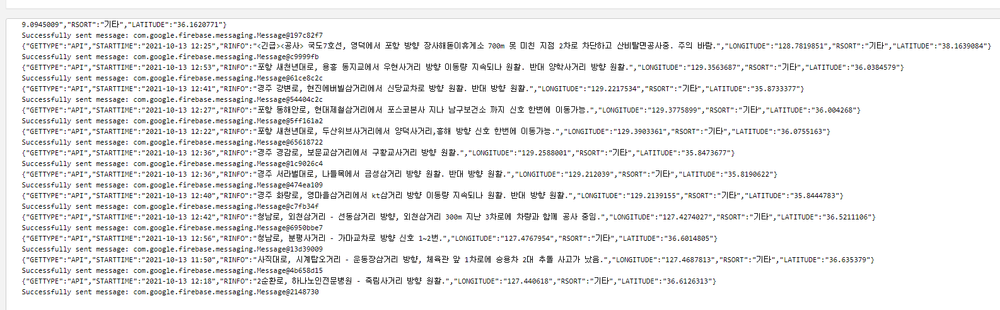 9.0945009","RSORT":"기타","LATITUDE":"36.1620771"}
Successfully sent message: com.google.firebase.messaging.Message@197c82f7
{"GETTYPE":"API","STARTTIME":"2021-10-13 12:25","RINFO":"<긴급><공사> 국도7호선, 영덕에서 포항 방향 장사해돋이휴게소 700m 못 미친 지점 2차로 차단하고 산비탈면공사중. 주의 바람.","LONGITUDE":"128.7819851","RSORT":"기타","LATITUDE":"38.1639084"}
Successfully sent message: com.google.firebase.messaging.Message@c9999fb
{"GETTYPE":"API","STARTTIME":"2021-10-13 12:53","RINFO":"포항 새천년대로, 용흥 동지교에서 우현사거리 방향 이동량 지속되나 원활. 반대 양학사거리 방향 원활.","LONGITUDE":"129.3563687","RSORT":"기타","LATITUDE":"36.0384579"}
Successfully sent message: com.google.firebase.messaging.Message@61ce8c2c
{"GETTYPE":"API","STARTTIME":"2021-10-13 12:41","RINFO":"경주 강변로, 현진에버빌삼거리에서 신당교차로 방향 원활. 반대 방향 원활.","LONGITUDE":"129.2217534","RSORT":"기타","LATITUDE":"35.8733377"}
Successfully sent message: com.google.firebase.messaging.Message@54404c2c
{"GETTYPE":"API","STARTTIME":"2021-10-13 12:27","RINFO":"포항 동해안로, 현대제철삼거리에서 포스코본사 지나 남구보건소 까지 신호 한번에 이동가능.","LONGITUDE":"129.3775899","RSORT":"기타","LATITUDE":"36.004268"}
Successfully sent message: com.google.firebase.messaging.Message@5ff161a2
{"GETTYPE":"API","STARTTIME":"2021-10-13 12:22","RINFO":"포항 새천년대로, 두산위브사거리에서 양덕사거리,흥해 방향 신호 한번에 이동가능.","LONGITUDE":"129.3903361","RSORT":"기타","LATITUDE":"36.0755163"}
Successfully sent message: com.google.firebase.messaging.Message@65618722
{"GETTYPE":"API","STARTTIME":"2021-10-13 12:36","RINFO":"경주 경감로, 보문교삼거리에서 구황교사거리 방향 원활.","LONGITUDE":"129.2588001","RSORT":"기타","LATITUDE":"35.8473677"}
Successfully sent message: com.google.firebase.messaging.Message@1c9026c4
{"GETTYPE":"API","STARTTIME":"2021-10-13 12:36","RINFO":"경주 서라벌대로, 나들목에서 금성삼거리 방향 원활. 반대 방향 원활.","LONGITUDE":"129.212039","RSORT":"기타","LATITUDE":"35.8190622"}
Successfully sent message: com.google.firebase.messaging.Message@474ea109
{"GETTYPE":"API","STARTTIME":"2021-10-13 12:40","RINFO":"경주 화랑로, 영마을삼거리에서 kt삼거리 방향 이동량 지속되나 원활. 반대 방향 원활.","LONGITUDE":"129.2139155","RSORT":"기타","LATITUDE":"35.8444783"}
Successfully sent message: com.google.firebase.messaging.Message@c7fb34f
{"GETTYPE":"API","STARTTIME":"2021-10-13 12:42","RINFO":"청남로, 외천삼거리 - 선동삼거리 방향, 외천삼거리 300m 지난 3차로에 차량과 함께 공사 중임.","LONGITUDE":"127.4274027","RSORT":"기타","LATITUDE":"36.5211106"}
Successfully sent message: com.google.firebase.messaging.Message@6950bbe7
{"GETTYPE":"API","STARTTIME":"2021-10-13 12:56","RINFO":"청남로, 분평사거리 - 가마교차로 방향 신호 1~2번.","LONGITUDE":"127.4767954","RSORT":"기타","LATITUDE":"36.6014805"}
Successfully sent message: com.google.firebase.messaging.Message@13d39009
{"GETTYPE":"API","STARTTIME":"2021-10-13 11:50","RINFO":"사직대로, 시계탑오거리 - 운동장삼거리 방향, 체육관 앞 1차로에 승용차 2대 추돌 사고가 났음.","LONGITUDE":"127.4687813","RSORT":"기타","LATITUDE":"36.635379"}
Successfully sent message: com.google.firebase.messaging.Message@4b658d15
{"GETTYPE":"API","STARTTIME":"2021-10-13 12:18","RINFO":"2순환로, 하나노인전문병원 - 죽림사거리 방향 원활.","LONGITUDE":"127.440618","RSORT":"기타","LATITUDE":"36.6126313"}
Successfully sent message: com.google.firebase.messaging.Message@2148730